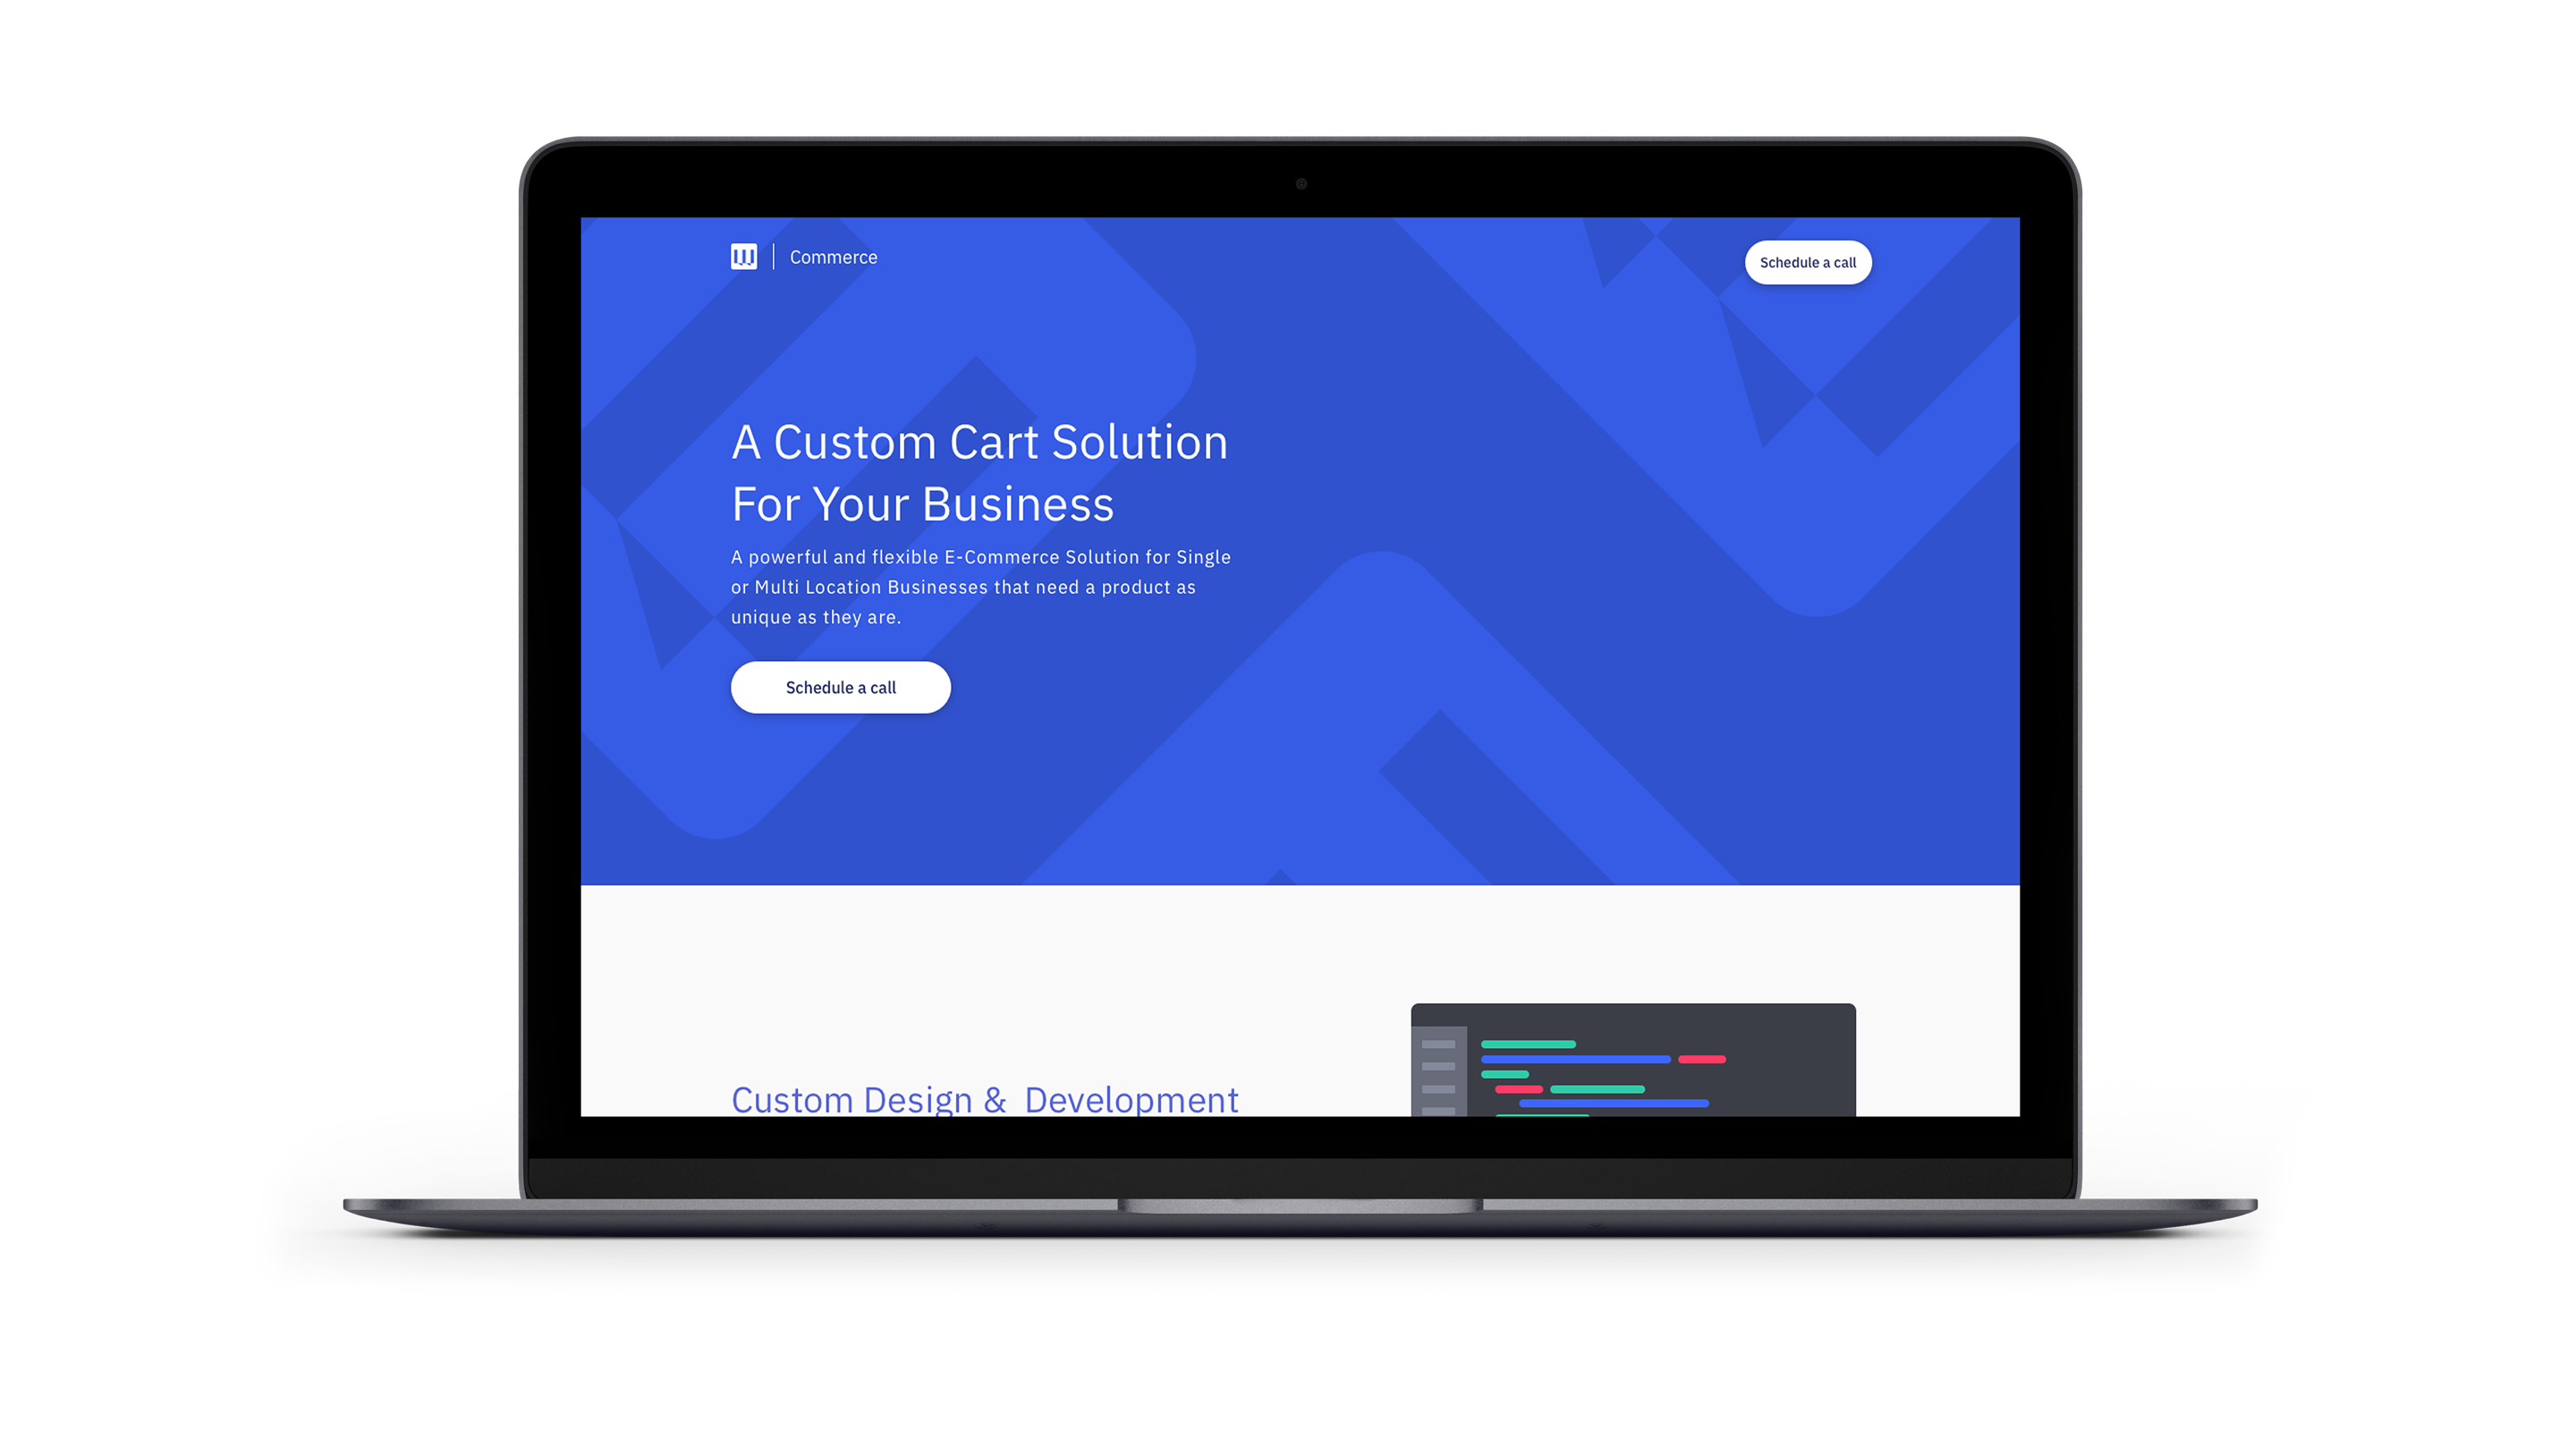 Commerce
Schedule a call
A Custom Cart Solution
For Your Business
A powerful and flexible E-Commerce Solution for Single
or Multi Location Businesses that need a product as
unique as they are.
Schedule a call
Custom Design &  Development